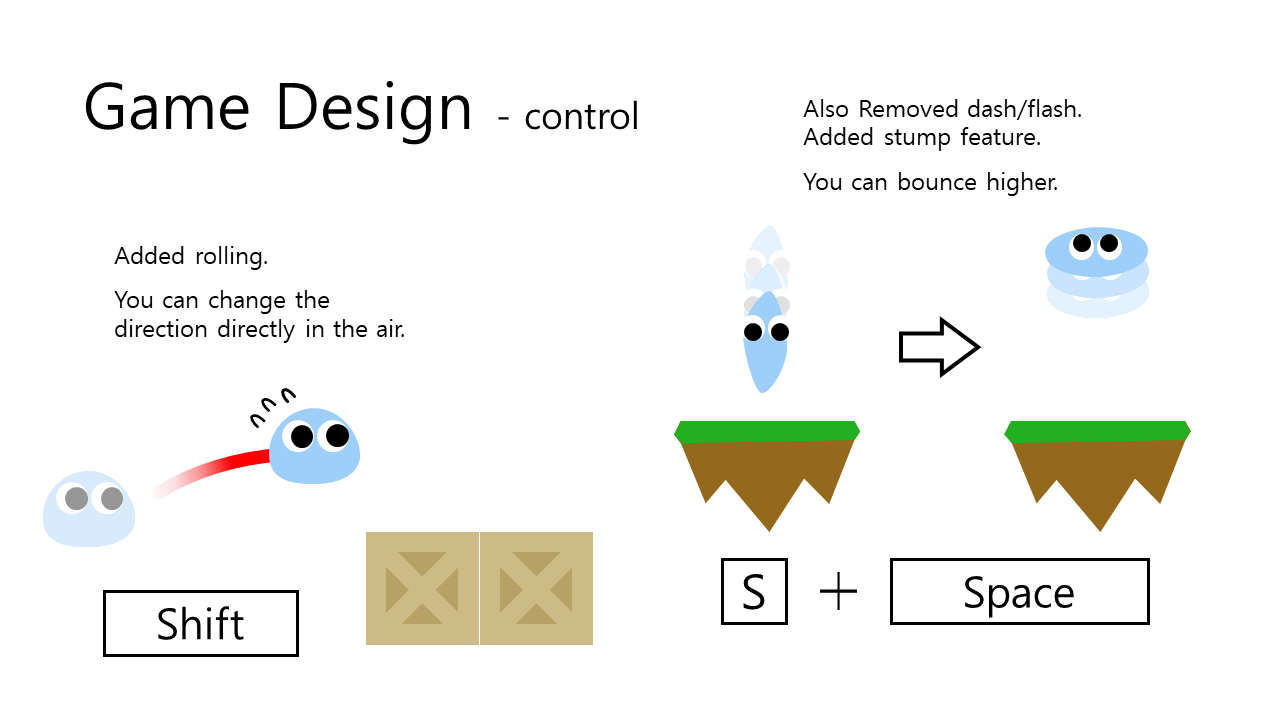 Game Design - control
Also Removed dash/flash.
Added stump feature.
You can bounce higher.
Added rolling.
You can change the
direction directly in the air.
Shift
S + Space